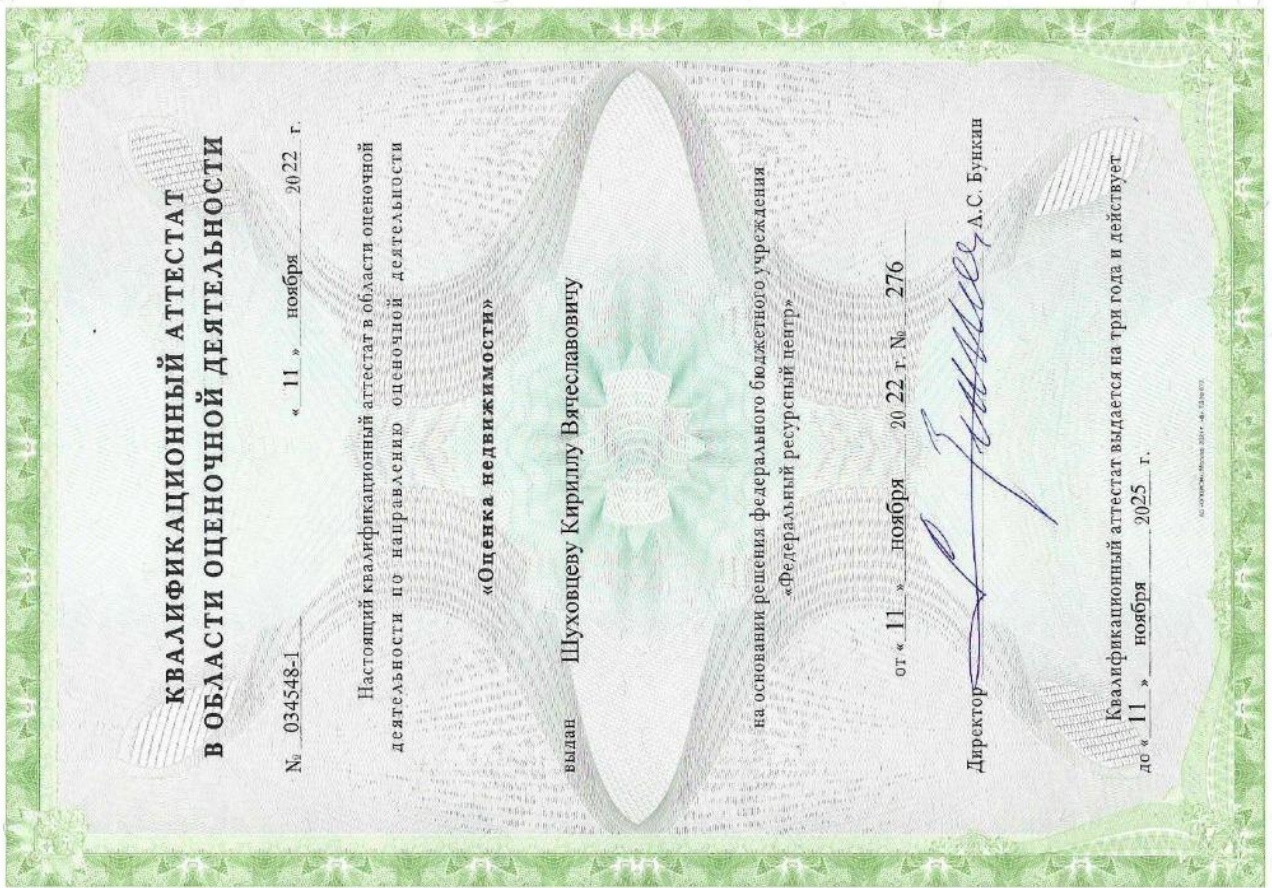 КВАЛИФИКАЦИОННЫЙ АТТЕСТАТ
В ОБЛАСТИ ОЦЕНОЧНОЙ ДЕЯТЕЛЬНОСТИ
№ 034548-1 « 11 » ноября 2022 г.
Настоящий квалификационный аттестат в области оценочной
деятельности по направлению оценочной деятельности
«Оценка недвижимости»
выдан Шуховцеву Кириллу Вячеславовичу
на основании решения федерального бюджетного учреждения
«Федеральный ресурсный центр»
от « 11 » ноября 20 22 г. № 276
Директор А.С. Бункин
Квалификационный аттестат выдается на три года и действует
до « 11 » ноября 2025 г.